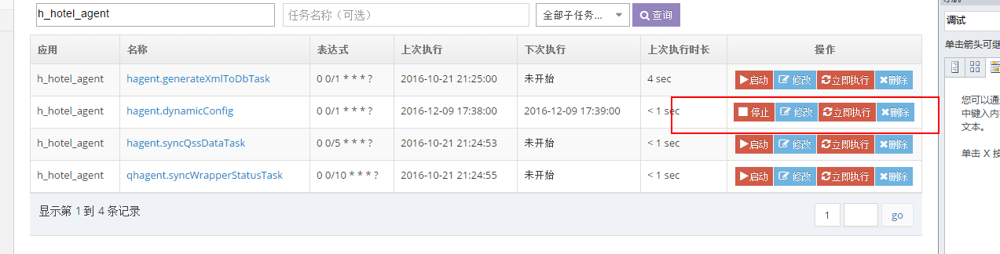 h_hotel_agent 任务名称（可选） 全部子任务... 查询
应用 名称 表达式 上次执行 下次执行 上次执行时长 操作
h_hotel_agent hagent.generateXmlToDbTask 0 0/1 * * * ? 2016-10-21 21:25:00 未开始 4 sec 启动 修改 立即执行 删除
h_hotel_agent hagent.dynamicConfig 0 0/1 * * * ? 2016-12-09 17:38:00 2016-12-09 17:39:00 < 1 sec 停止 修改 立即执行 删除
h_hotel_agent hagent.syncQssDataTask 0 0/5 * * * ? 2016-10-21 21:24:53 未开始 < 1 sec 启动 修改 立即执行 删除
h_hotel_agent qhagent.syncWrapperStatusTask 0 0/10 * * * ? 2016-10-21 21:24:55 未开始 < 1 sec 启动 修改 立即执行 删除
显示第 1 到 4 条记录
1 go
调试
单击箭头可继
您可以通
中键入内
文本。
单击 X 按